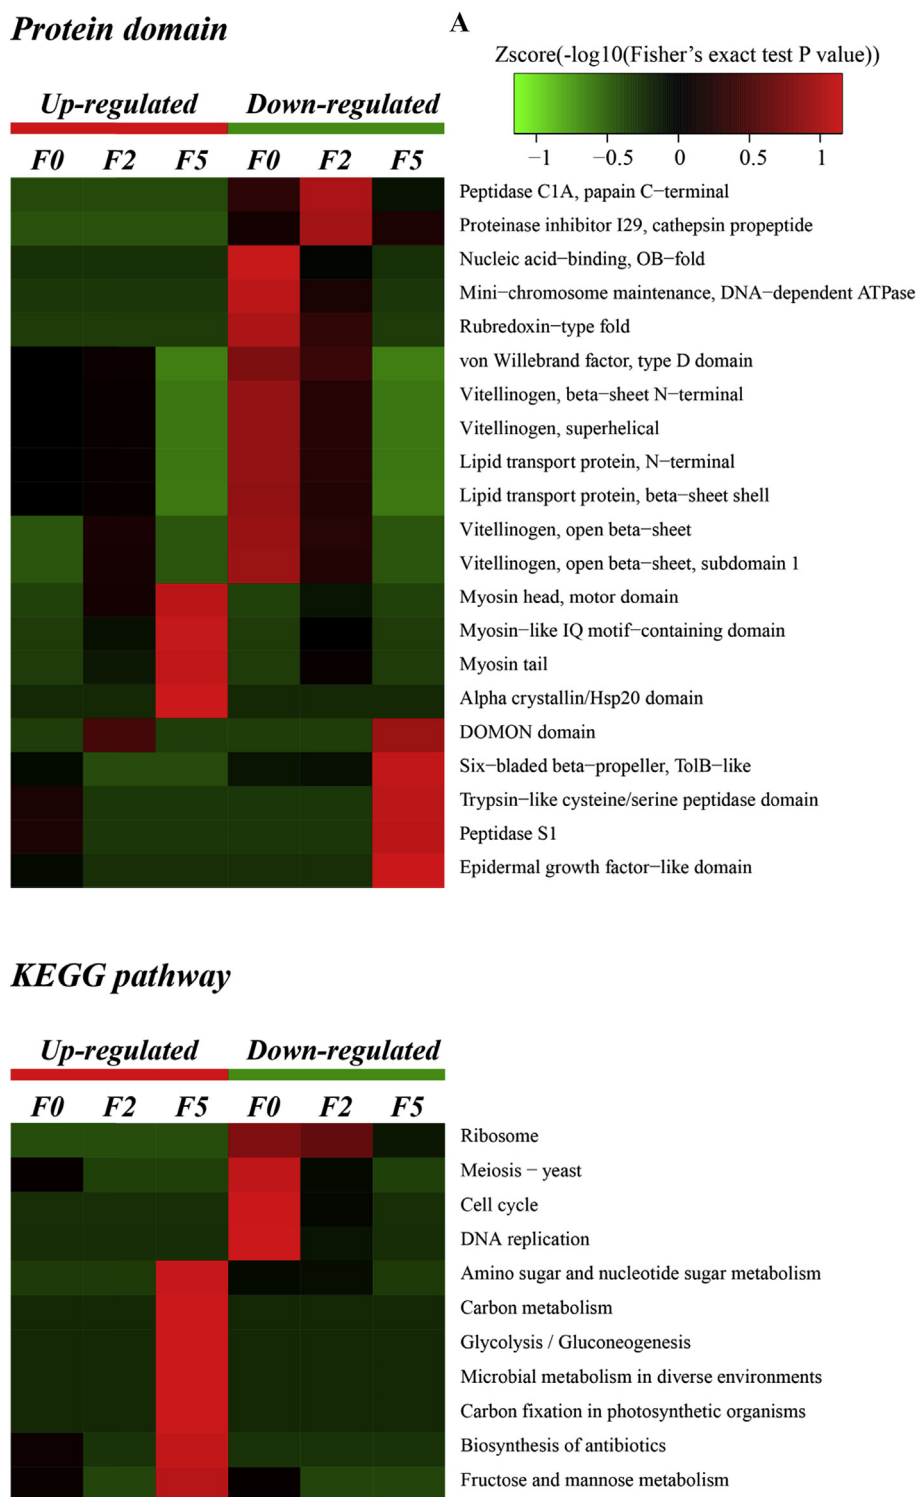 Protein domain
A
Zscore(-log10(Fisher’s exact test P value))
−1 −0.5 0 0.5 1
Up-regulated Down-regulated
F0 F2 F5 F0 F2 F5
Peptidase C1A, papain C−terminal
Proteinase inhibitor I29, cathepsin propeptide
Nucleic acid−binding, OB−fold
Mini−chromosome maintenance, DNA−dependent ATPase
Rubredoxin−type fold
von Willebrand factor, type D domain
Vitellinogen, beta−sheet N−terminal
Vitellinogen, superhelical
Lipid transport protein, N−terminal
Lipid transport protein, beta−sheet shell
Vitellinogen, open beta−sheet
Vitellinogen, open beta−sheet, subdomain 1
Myosin head, motor domain
Myosin−like IQ motif−containing domain
Myosin tail
Alpha crystallin/Hsp20 domain
DOMON domain
Six−bladed beta−propeller, TolB−like
Trypsin−like cysteine/serine peptidase domain
Peptidase S1
Epidermal growth factor−like domain
KEGG pathway
Up-regulated Down-regulated
F0 F2 F5 F0 F2 F5
Ribosome
Meiosis − yeast
Cell cycle
DNA replication
Amino sugar and nucleotide sugar metabolism
Carbon metabolism
Glycolysis / Gluconeogenesis
Microbial metabolism in diverse environments
Carbon fixation in photosynthetic organisms
Biosynthesis of antibiotics
Fructose and mannose metabolism